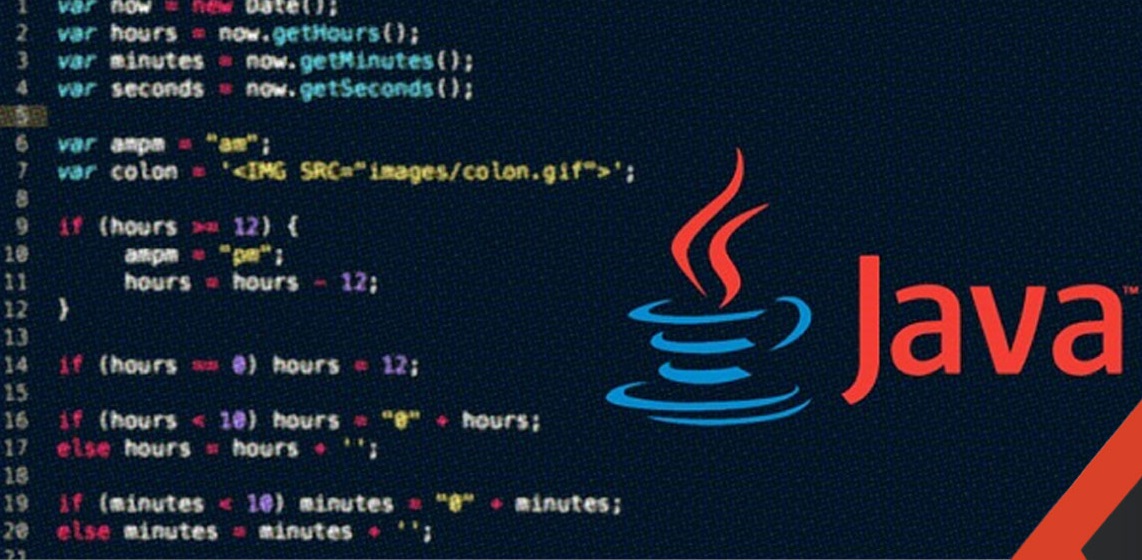 1 var now = new Date();
2 var hours = now.getHours();
3 var minutes = now.getMinutes();
4 var seconds = now.getSeconds();
5
6 var ampm = "am";
7 var colon = '<IMG SRC="images/colon.gif">';
8
9 if (hours >= 12) {
10 ampm = "pm";
11 hours = hours - 12;
12 }
13
14 if (hours == 0) hours = 12;
15
16 if (hours < 10) hours = "0" + hours;
17 else hours = hours + '';
18
19 if (minutes < 10) minutes = "0" + minutes;
20 else minutes = minutes + '';
21
Java™